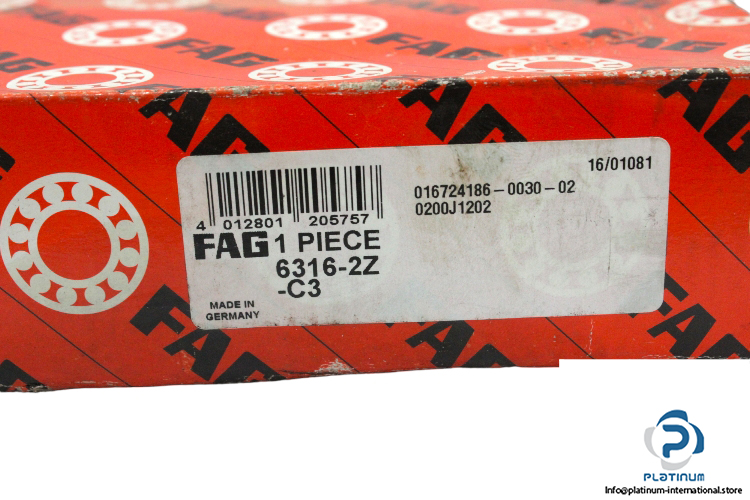 FAG
FAG
FAG
FAG
16/01081
016724186-0030-02
0200J1202
4 012801 205757
FAG 1 PIECE
6316-2Z
-C3
MADE IN
GERMANY
FAG
FAG
FAG
PLATINUM
Info@platinum-international.store